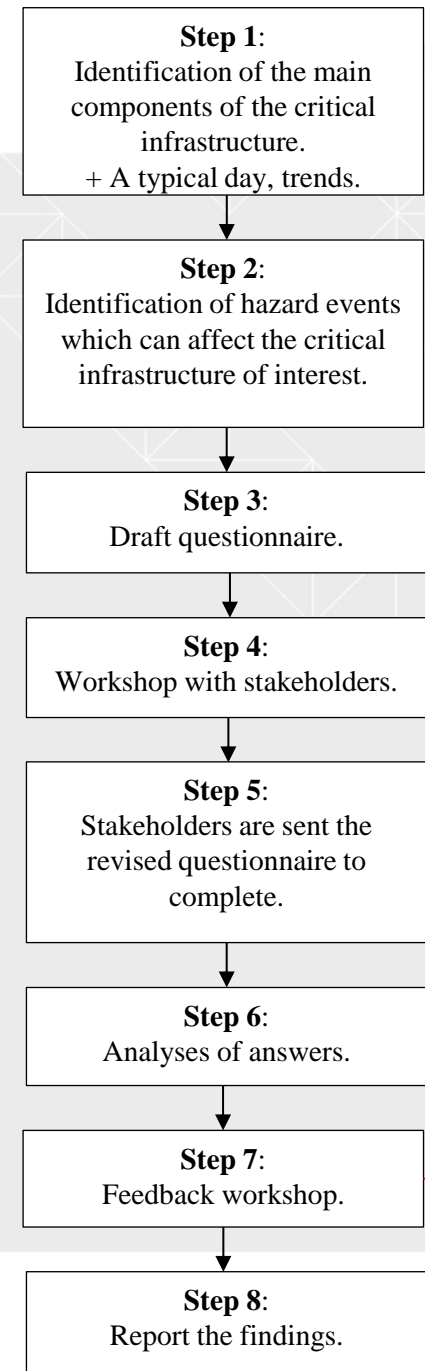 Step 1:
Identification of the main
components of the critical
infrastructure.
+ A typical day, trends.
Step 2:
Identification of hazard events
which can affect the critical
infrastructure of interest.
Step 3:
Draft questionnaire.
Step 4:
Workshop with stakeholders.
Step 5:
Stakeholders are sent the
revised questionnaire to
complete.
Step 6:
Analyses of answers.
Step 7:
Feedback workshop.
Step 8:
Report the findings.